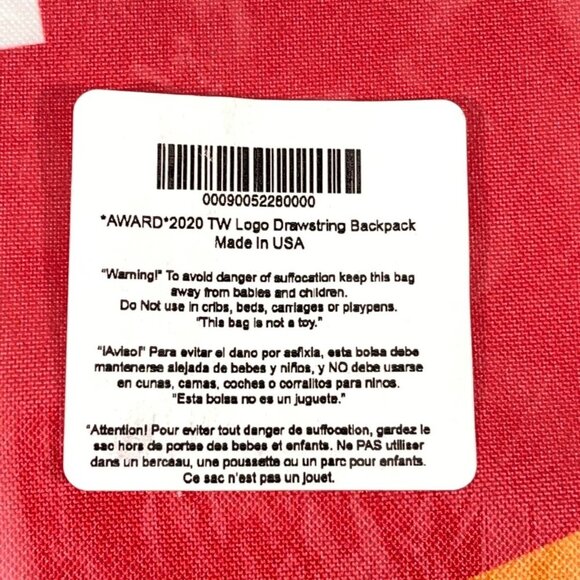 00090052280000
*AWARD*2020 TW Logo Drawstring Backpack
Made In USA
"Warning!" To avoid danger of suffocation keep this bag
away from babies and children.
Do Not use in cribs, beds, carriages or playpens.
"This bag is not a toy."
"¡Aviso!" Para evitar el dano por asfixia, esta bolsa debe
mantenerse alejada de bebes y niños, y NO debe usarse
en cunas, camas, coches o corralitos para ninos.
"Esta bolsa no es un juguete."
"Attention! Pour eviter tout danger de suffocation, gardez le
sac hors de portee des bebes et enfants. Ne PAS utiliser
dans un berceau, une poussette ou un parc pour enfants.
Ce sac n'est pas un jouet.